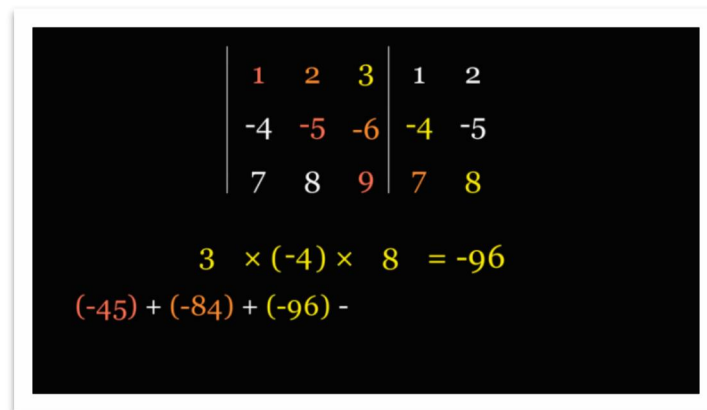 1 2 3 1 2
-4 -5 -6 -4 -5
7 8 9 7 8
3 × (-4) × 8 = -96
(-45) + (-84) + (-96) -